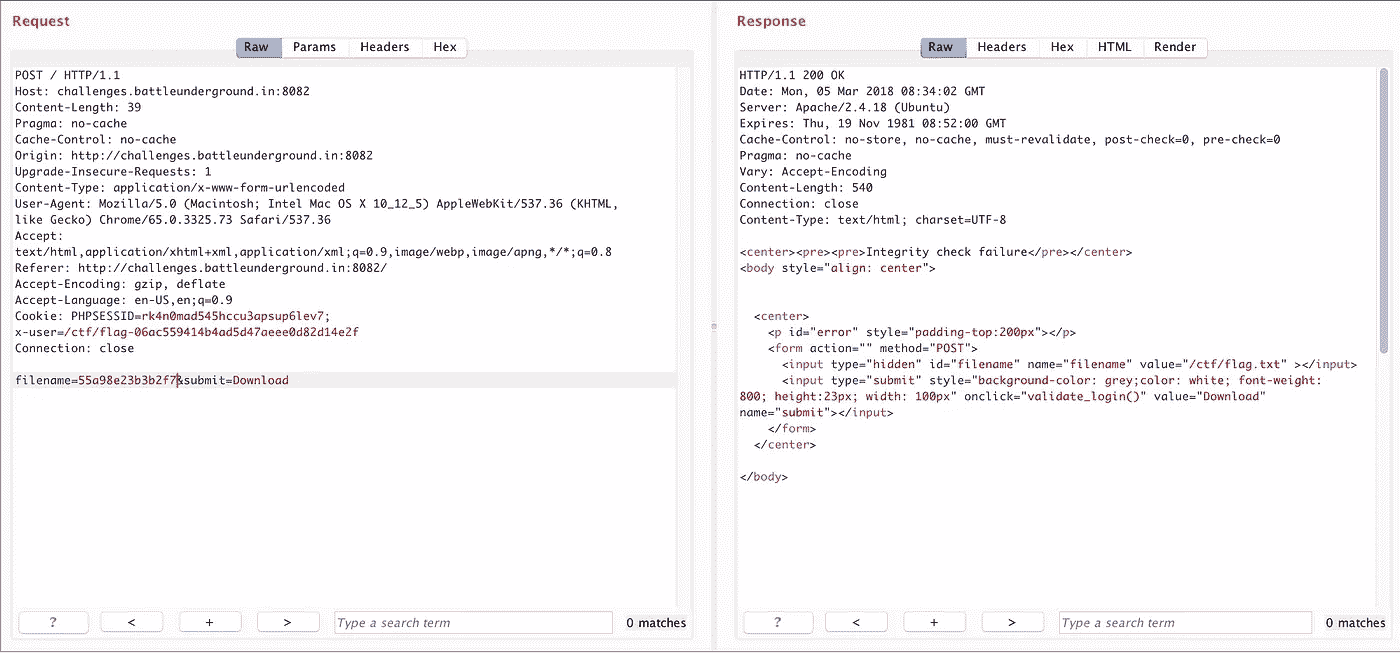 Request
Raw Params Headers Hex
POST / HTTP/1.1
Host: challenges.battleunderground.in:8082
Content-Length: 39
Pragma: no-cache
Cache-Control: no-cache
Origin: http://challenges.battleunderground.in:8082
Upgrade-Insecure-Requests: 1
Content-Type: application/x-www-form-urlencoded
User-Agent: Mozilla/5.0 (Macintosh; Intel Mac OS X 10_12_5) AppleWebKit/537.36 (KHTML,
like Gecko) Chrome/65.0.3325.73 Safari/537.36
Accept:
text/html,application/xhtml+xml,application/xml;q=0.9,image/webp,image/apng,*/*;q=0.8
Referer: http://challenges.battleunderground.in:8082/
Accept-Encoding: gzip, deflate
Accept-Language: en-US,en;q=0.9
Cookie: PHPSESSID=rk4n0mad545hccu3apsup6lev7;
x-user=/ctf/flag-06ac559414b4ad5d47aeee0d82d14e2f
Connection: close
filename=55a98e23b3b2f7&submit=Download
? < + > Type a search term 0 matches
Response
Raw Headers Hex HTML Render
HTTP/1.1 200 OK
Date: Mon, 05 Mar 2018 08:34:02 GMT
Server: Apache/2.4.18 (Ubuntu)
Expires: Thu, 19 Nov 1981 08:52:00 GMT
Cache-Control: no-store, no-cache, must-revalidate, post-check=0, pre-check=0
Pragma: no-cache
Vary: Accept-Encoding
Content-Length: 540
Connection: close
Content-Type: text/html; charset=UTF-8
<center><pre><pre>Integrity check failure</pre></center>
<body style="align: center">
<center>
<p id="error" style="padding-top:200px"></p>
<form action="" method="POST">
<input type="hidden" id="filename" name="filename" value="/ctf/flag.txt" ></input>
<input type="submit" style="background-color: grey;color: white; font-weight:
800; height:23px; width: 100px" onclick="validate_login()" value="Download"
name="submit"></input>
</form>
</center>
</body>
? < + > Type a search term 0 matches